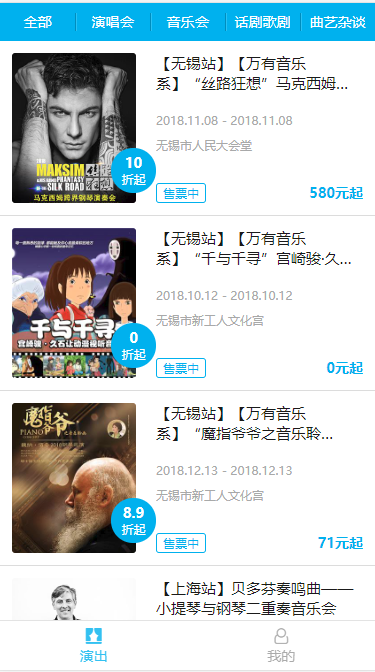 全部 演唱会 音乐会 话剧歌剧 曲艺杂谈
MAKSIM
SILK ROAD
马克西姆跨界钢琴演奏会
10
折起
【无锡站】【万有音乐
系】“丝路狂想”马克西姆...
2018.11.08 - 2018.11.08
无锡市人民大会堂
售票中
580元起
千与千寻
宫崎骏·久石让动漫视听音
0
折起
【无锡站】【万有音乐
系】“千与千寻”宫崎骏·久...
2018.10.12 - 2018.10.12
无锡市新工人文化宫
售票中
0元起
魔指爷爷
PIANO
8.9
折起
【无锡站】【万有音乐
系】“魔指爷爷之音乐聆...
2018.12.13 - 2018.12.13
无锡市新工人文化宫
售票中
71元起
【上海站】贝多芬奏鸣曲——
小提琴与钢琴二重奏音乐会
演出
我的